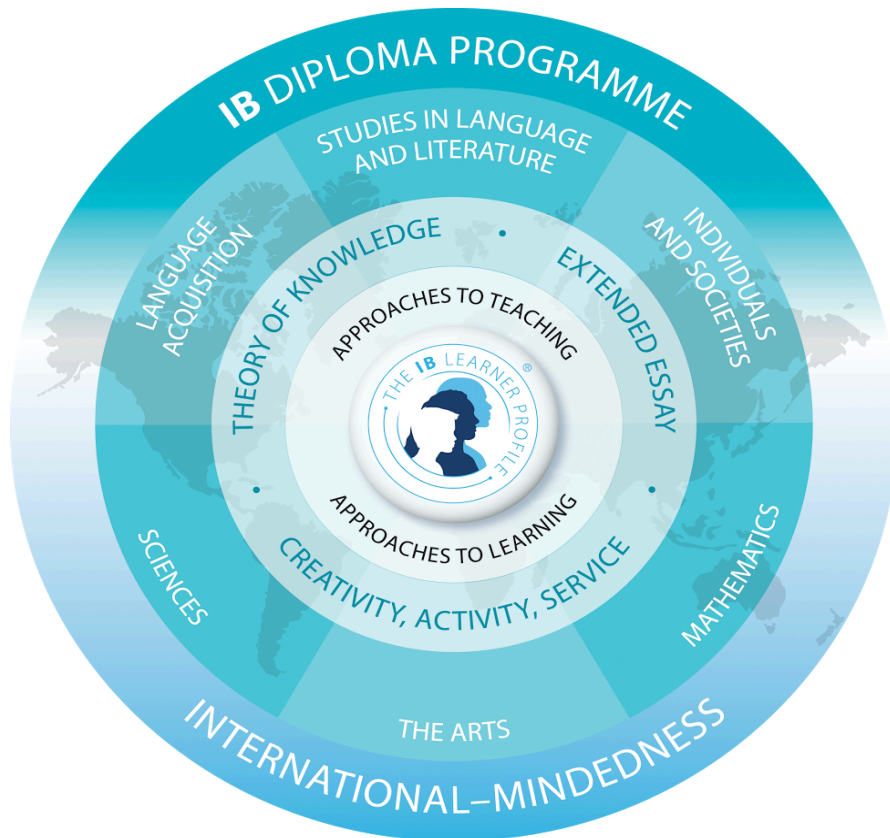 IB DIPLOMA PROGRAMME
STUDIES IN LANGUAGE
AND LITERATURE
LANGUAGE
ACQUISITION
INDIVIDUALS
AND SOCIETIES
THEORY OF KNOWLEDGE
EXTENDED ESSAY
APPROACHES TO TEACHING
THE IB LEARNER PROFILE®
APPROACHES TO LEARNING
CREATIVITY, ACTIVITY, SERVICE
SCIENCES
MATHEMATICS
THE ARTS
INTERNATIONAL–MINDEDNESS